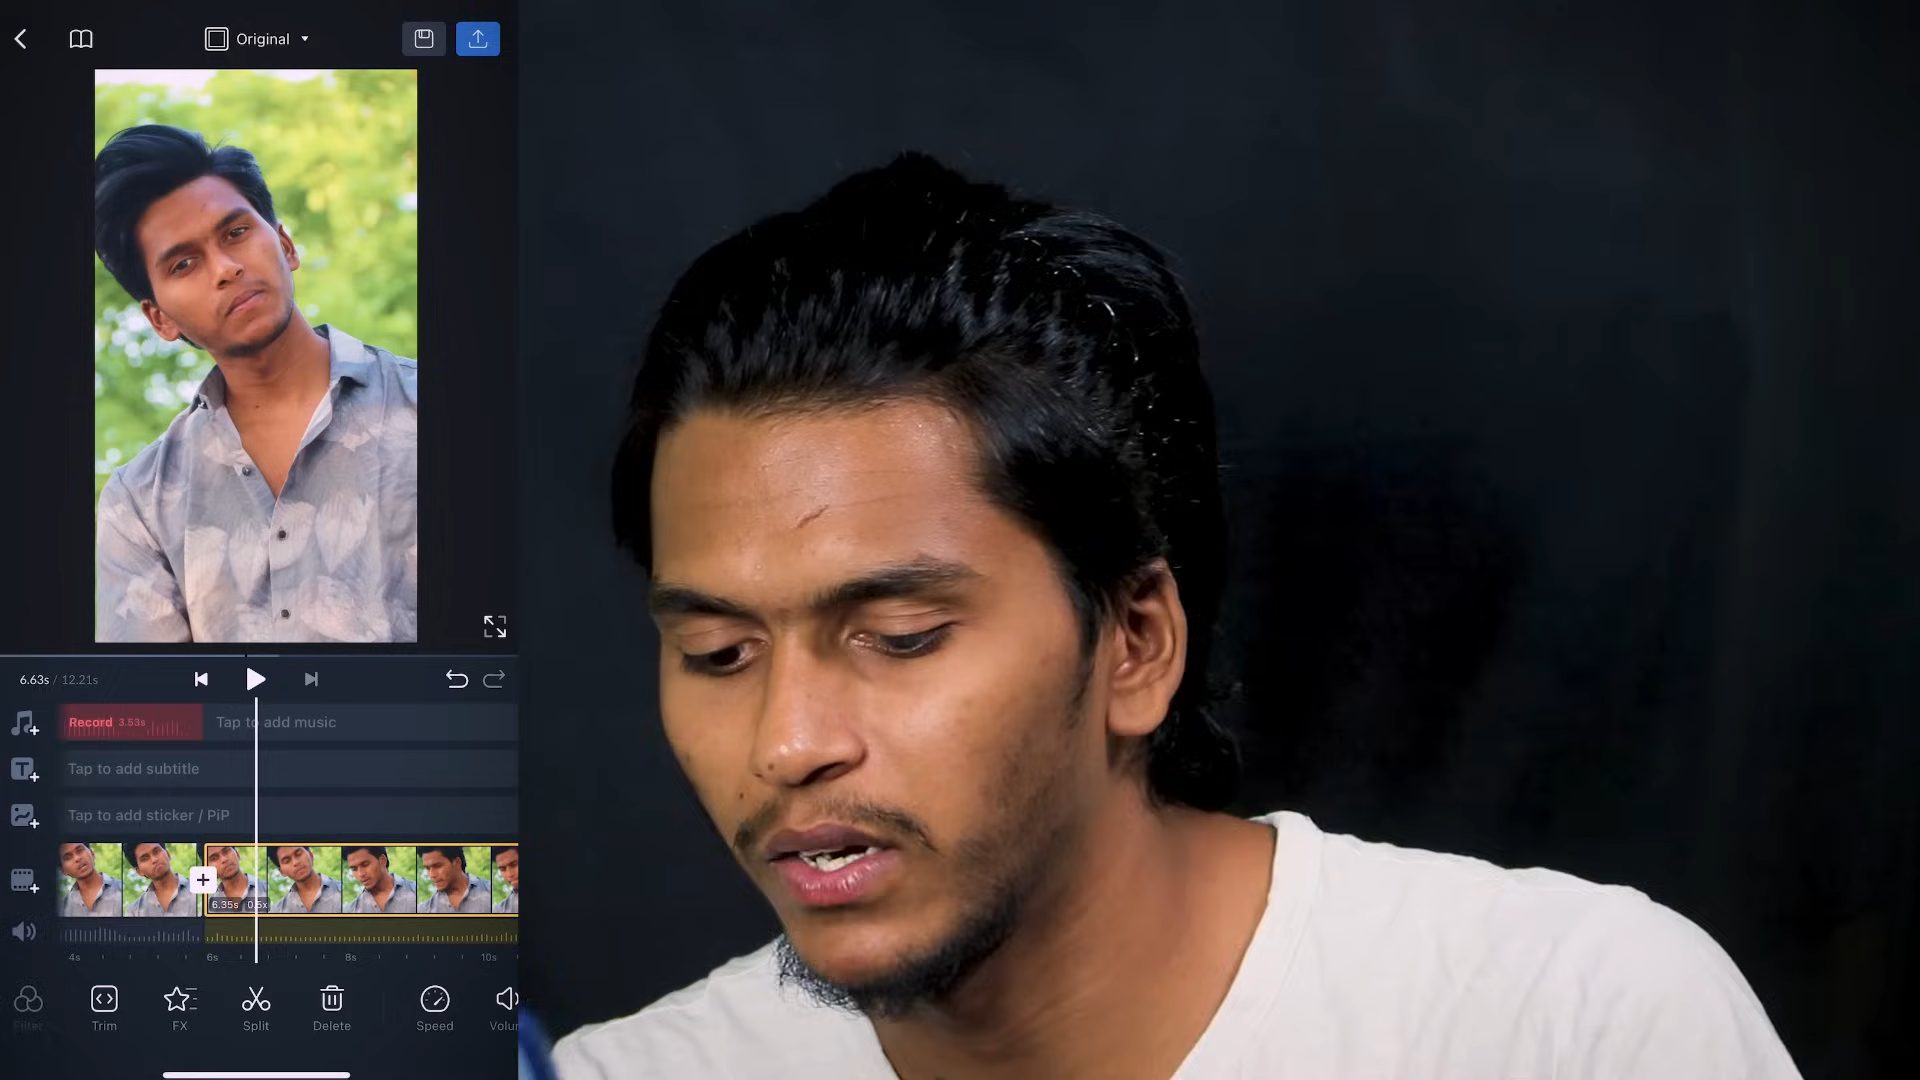 Original
6.63s / 12.21s
Record 3.53s
Tap to add music
Tap to add subtitle
Tap to add sticker / PiP
6.35s 0.5x
4s 6s 8s 10s
Filter Trim FX Split Delete Speed Volum